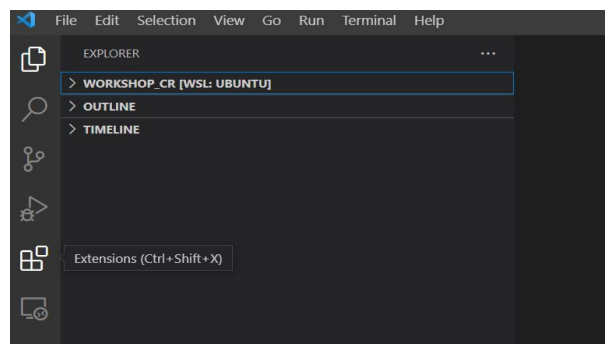 File Edit Selection View Go Run Terminal Help
EXPLORER
WORKSHOP_CR [WSL: UBUNTU]
OUTLINE
TIMELINE
Extensions (Ctrl+Shift+X)